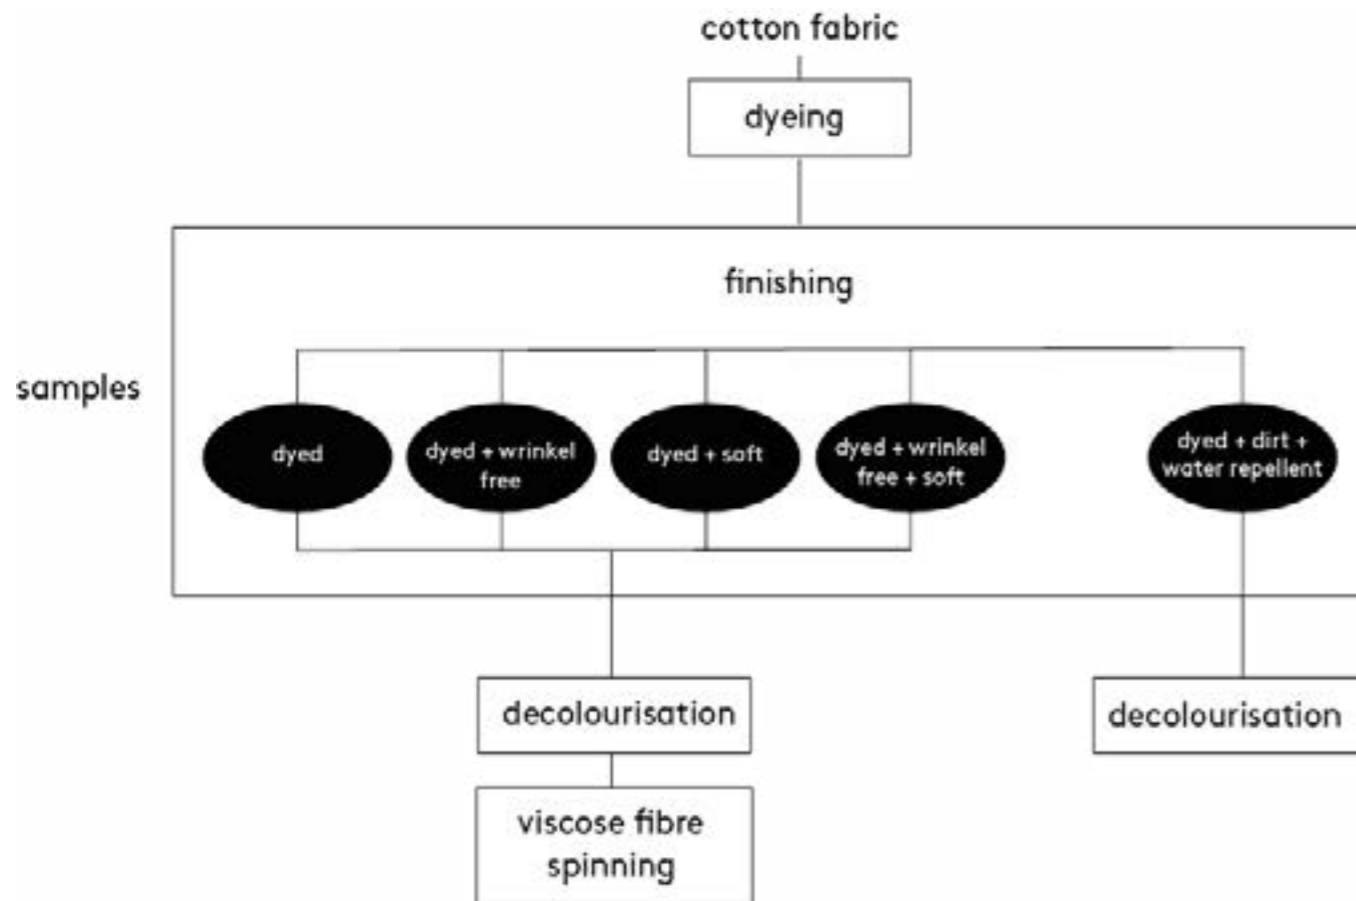 cotton fabric
dyeing
finishing
samples
dyed
dyed + wrinkel
free
dyed + soft
dyed + wrinkel
free + soft
dyed + dirt +
water repellent
decolourisation
decolourisation
viscose fibre
spinning